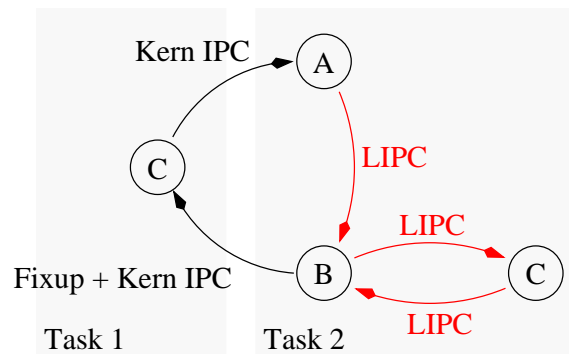 Kern IPC
A
LIPC
C
LIPC
Fixup + Kern IPC
B
C
LIPC
Task 1
Task 2